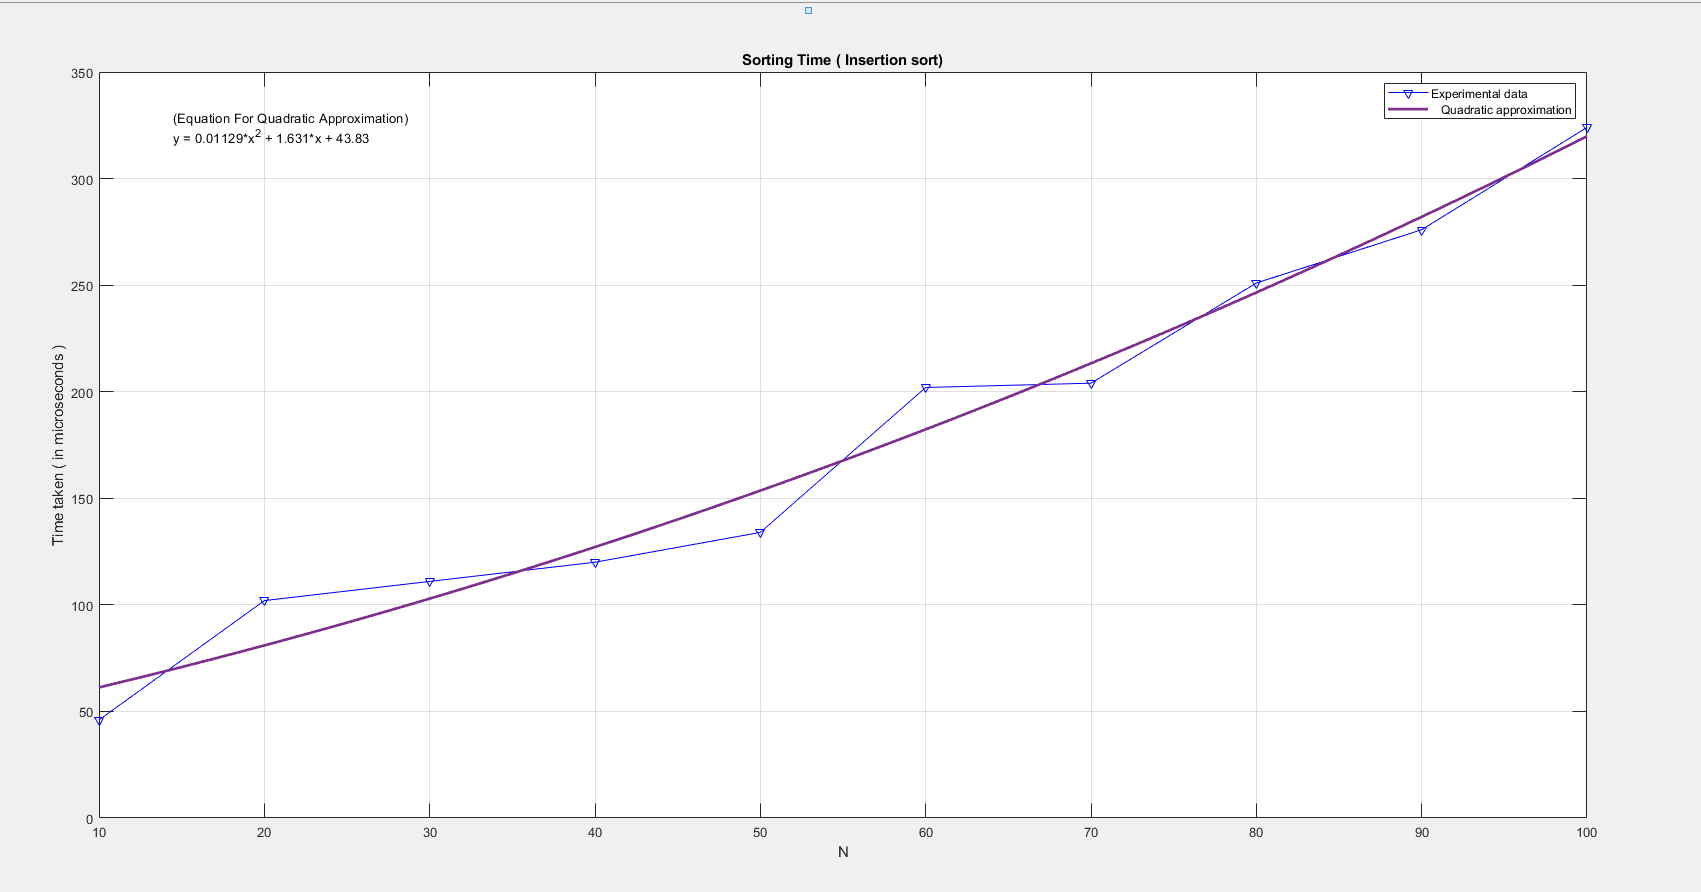 Sorting Time ( Insertion sort)
(Equation For Quadratic Approximation)
y = 0.01129*x² + 1.631*x + 43.83
Experimental data
Quadratic approximation
Time taken ( in microseconds )
350
300
250
200
150
100
50
0
10 20 30 40 50 60 70 80 90 100
N